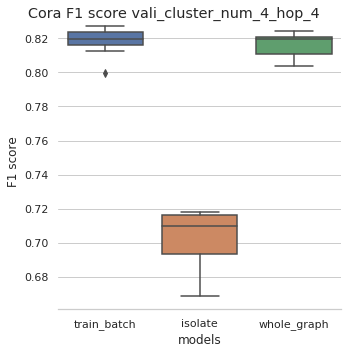 Cora F1 score vali_cluster_num_4_hop_4
0.82
0.80
0.78
0.76
0.74
0.72
0.70
0.68
F1 score
train_batch isolate whole_graph
models